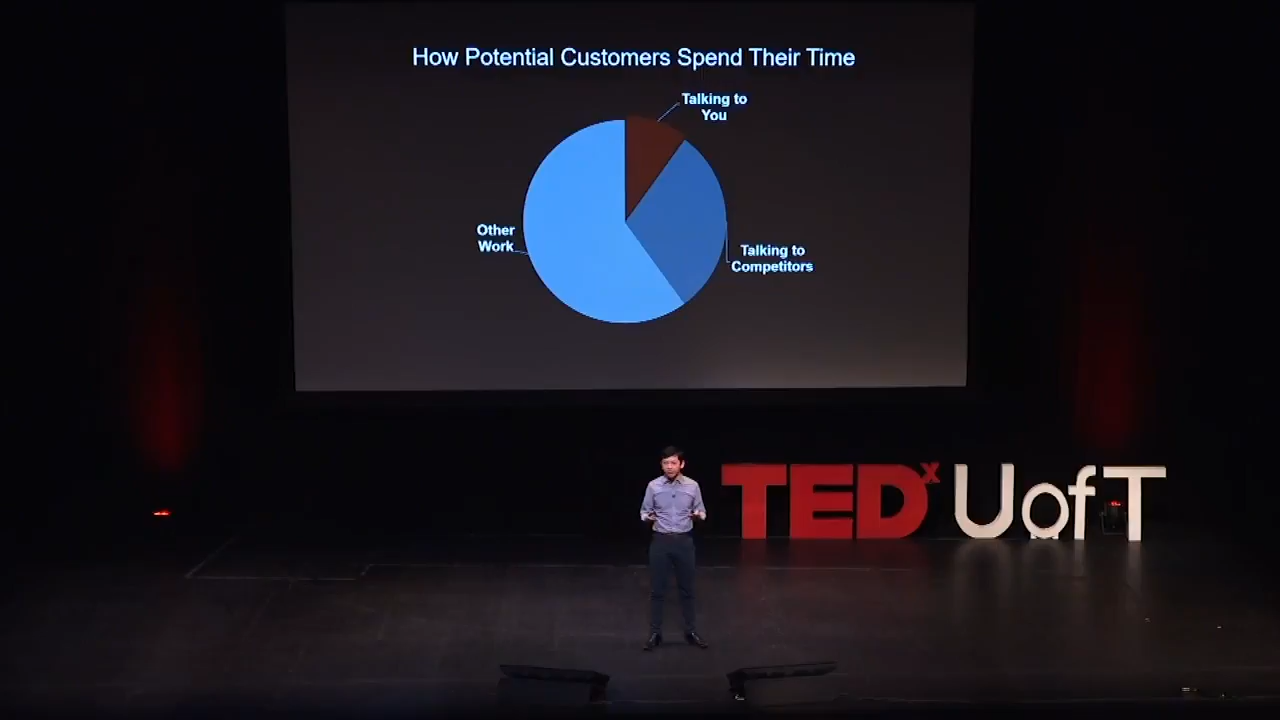 How Potential Customers Spend Their Time
Talking to
You
Other
Work
Talking to
Competitors
TEDx UofT